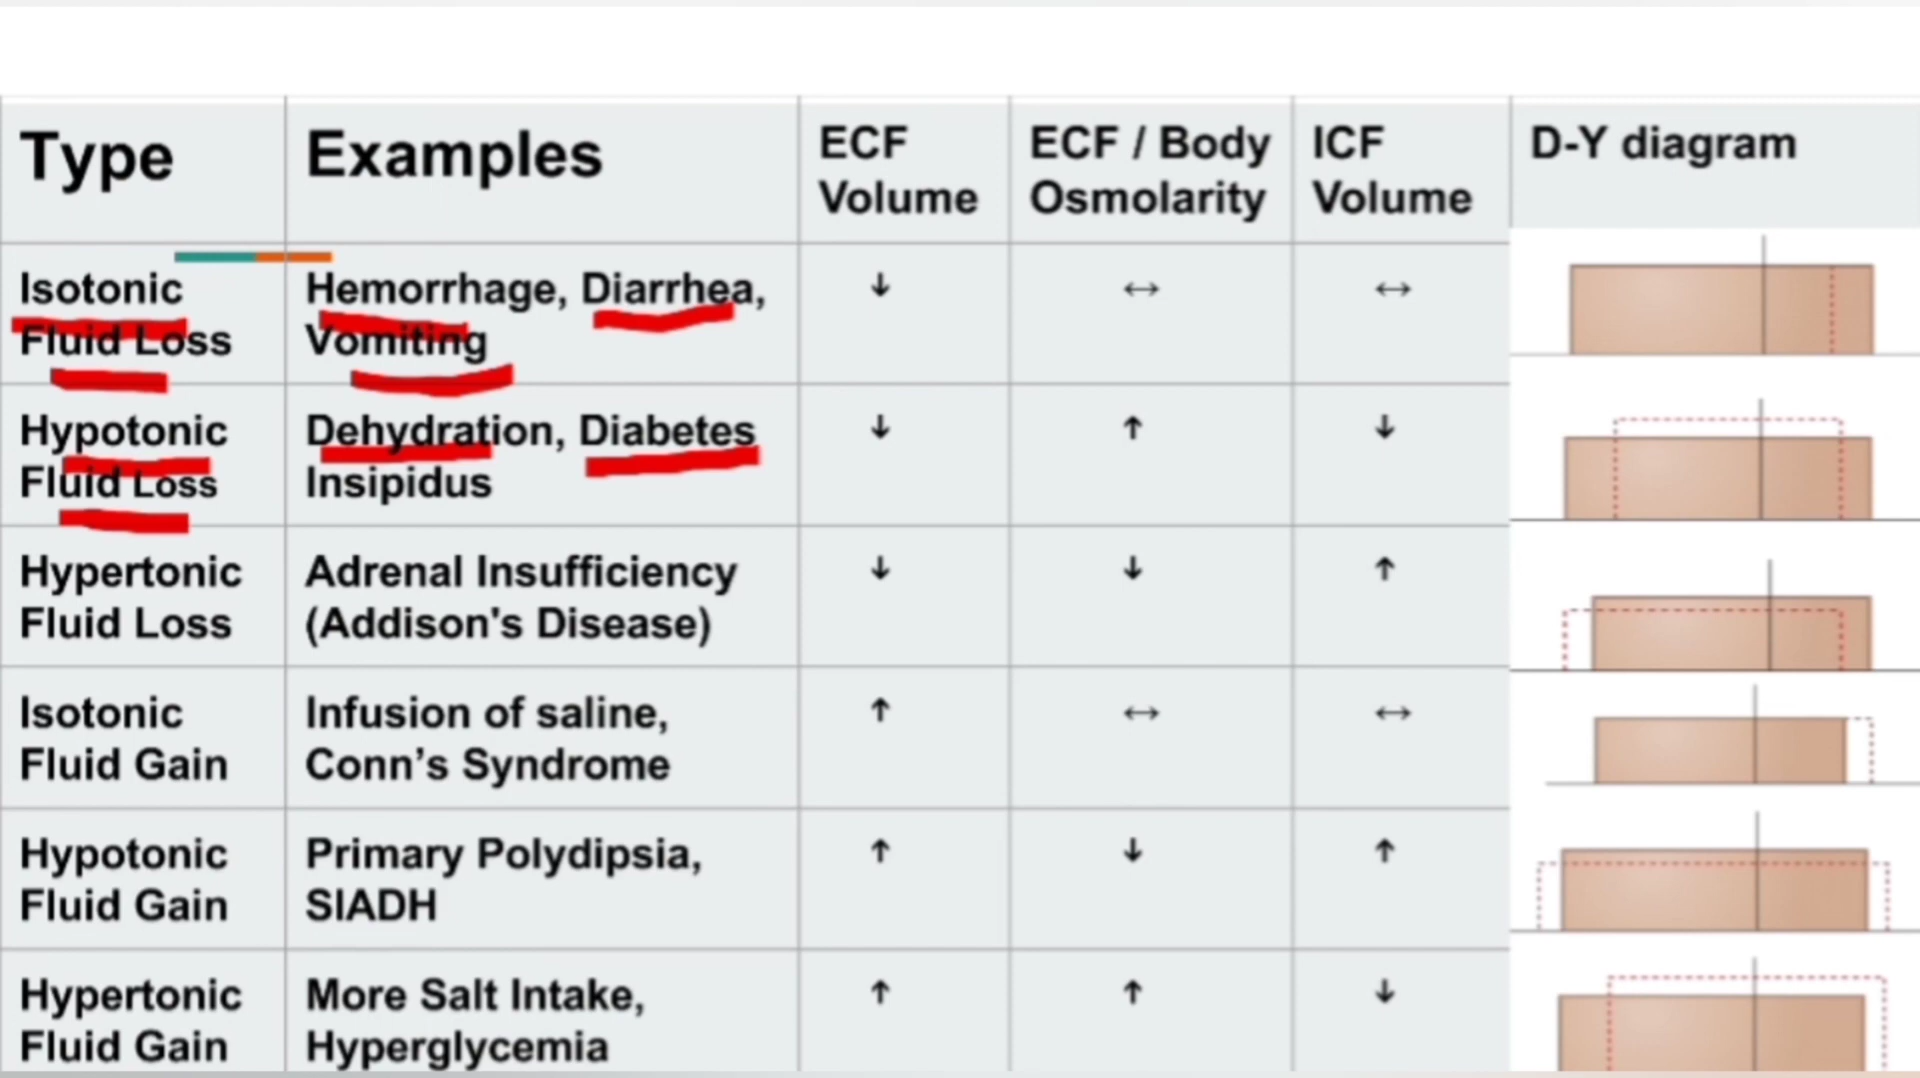 Type
Examples
ECF
Volume
ECF / Body
Osmolarity
ICF
Volume
D-Y diagram
Isotonic
Fluid Loss
Hemorrhage, Diarrhea,
Vomiting
↓
↔
↔
Hypotonic
Fluid Loss
Dehydration, Diabetes
Insipidus
↓
↑
↓
Hypertonic
Fluid Loss
Adrenal Insufficiency
(Addison's Disease)
↓
↓
↑
Isotonic
Fluid Gain
Infusion of saline,
Conn’s Syndrome
↑
↔
↔
Hypotonic
Fluid Gain
Primary Polydipsia,
SIADH
↑
↓
↑
Hypertonic
Fluid Gain
More Salt Intake,
Hyperglycemia
↑
↑
↓